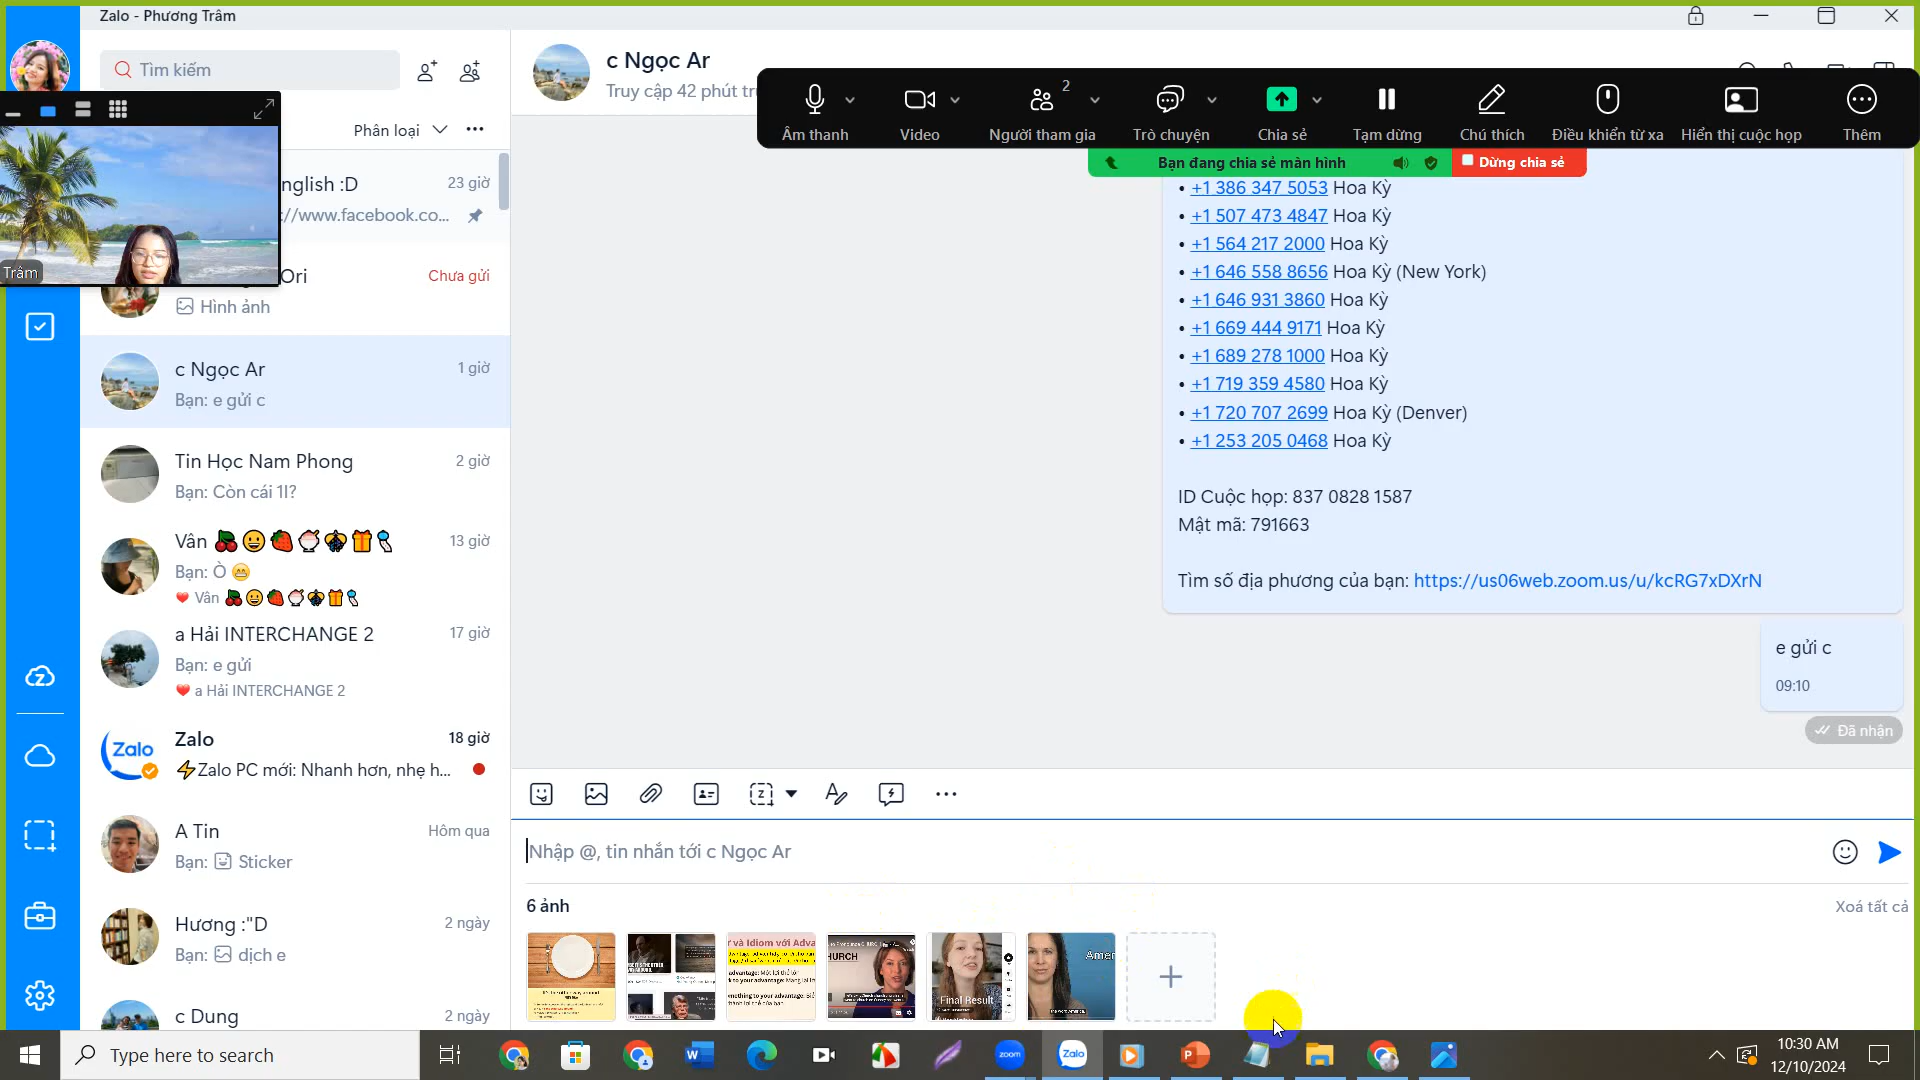 Zalo - Phương Trâm
Tìm kiếm
Phân loại
Trâm
nglish :D
23 giờ
://www.facebook.co...
Ori
Chưa gửi
Hình ảnh
c Ngọc Ar
1 giờ
Bạn: e gửi c
Tin Học Nam Phong
2 giờ
Bạn: Còn cái 1l?
Vân 🍒😀🍓🍧🐝🎁
13 giờ
Bạn: Ò 😁
Vân 🍒😀🍓🍧🐝🎁
a Hải INTERCHANGE 2
17 giờ
Bạn: e gửi
a Hải INTERCHANGE 2
Zalo
Zalo
18 giờ
⚡Zalo PC mới: Nhanh hơn, nhẹ h...
A Tin
Hôm qua
Bạn: Sticker
Hương :"D
2 ngày
Bạn: dịch e
c Dung
2 ngày
c Ngọc Ar
Truy cập 42 phút trư
Âm thanh
Video
2
Người tham gia
Trò chuyện
Chia sẻ
Tạm dừng
Chú thích
Điều khiển từ xa
Hiển thị cuộc họp
Thêm
Bạn đang chia sẻ màn hình
Dừng chia sẻ
• +1 386 347 5053 Hoa Kỳ
• +1 507 473 4847 Hoa Kỳ
• +1 564 217 2000 Hoa Kỳ
• +1 646 558 8656 Hoa Kỳ (New York)
• +1 646 931 3860 Hoa Kỳ
• +1 669 444 9171 Hoa Kỳ
• +1 689 278 1000 Hoa Kỳ
• +1 719 359 4580 Hoa Kỳ
• +1 720 707 2699 Hoa Kỳ (Denver)
• +1 253 205 0468 Hoa Kỳ
ID Cuộc họp: 837 0828 1587
Mật mã: 791663
Tìm số địa phương của bạn: https://us06web.zoom.us/u/kcRG7xDXrN
e gửi c
09:10
Đã nhận
Nhập @, tin nhắn tới c Ngọc Ar
6 ảnh
Xoá tất cả
r và Idiom với Adva
HURCH
Final Result
Amer
Type here to search
zoom
Zalo
10:30 AM
12/10/2024